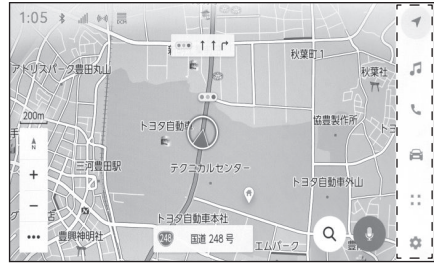 1:05
秋葉町1
アトリスパーク豊田丸山
秋葉社
200m
トヨタ自動車
協豊製作所
三河豊田駅
テクニカルセンター
N
+
−
トヨタ自動車外山
トヨタ自動車本社
豊興神明社
248 国道 248 号
エムパーク